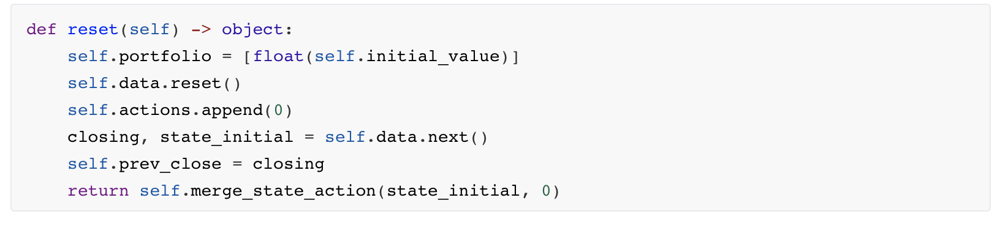 def reset(self) -> object:
    self.portfolio = [float(self.initial_value)]
    self.data.reset()
    self.actions.append(0)
    closing, state_initial = self.data.next()
    self.prev_close = closing
    return self.merge_state_action(state_initial, 0)